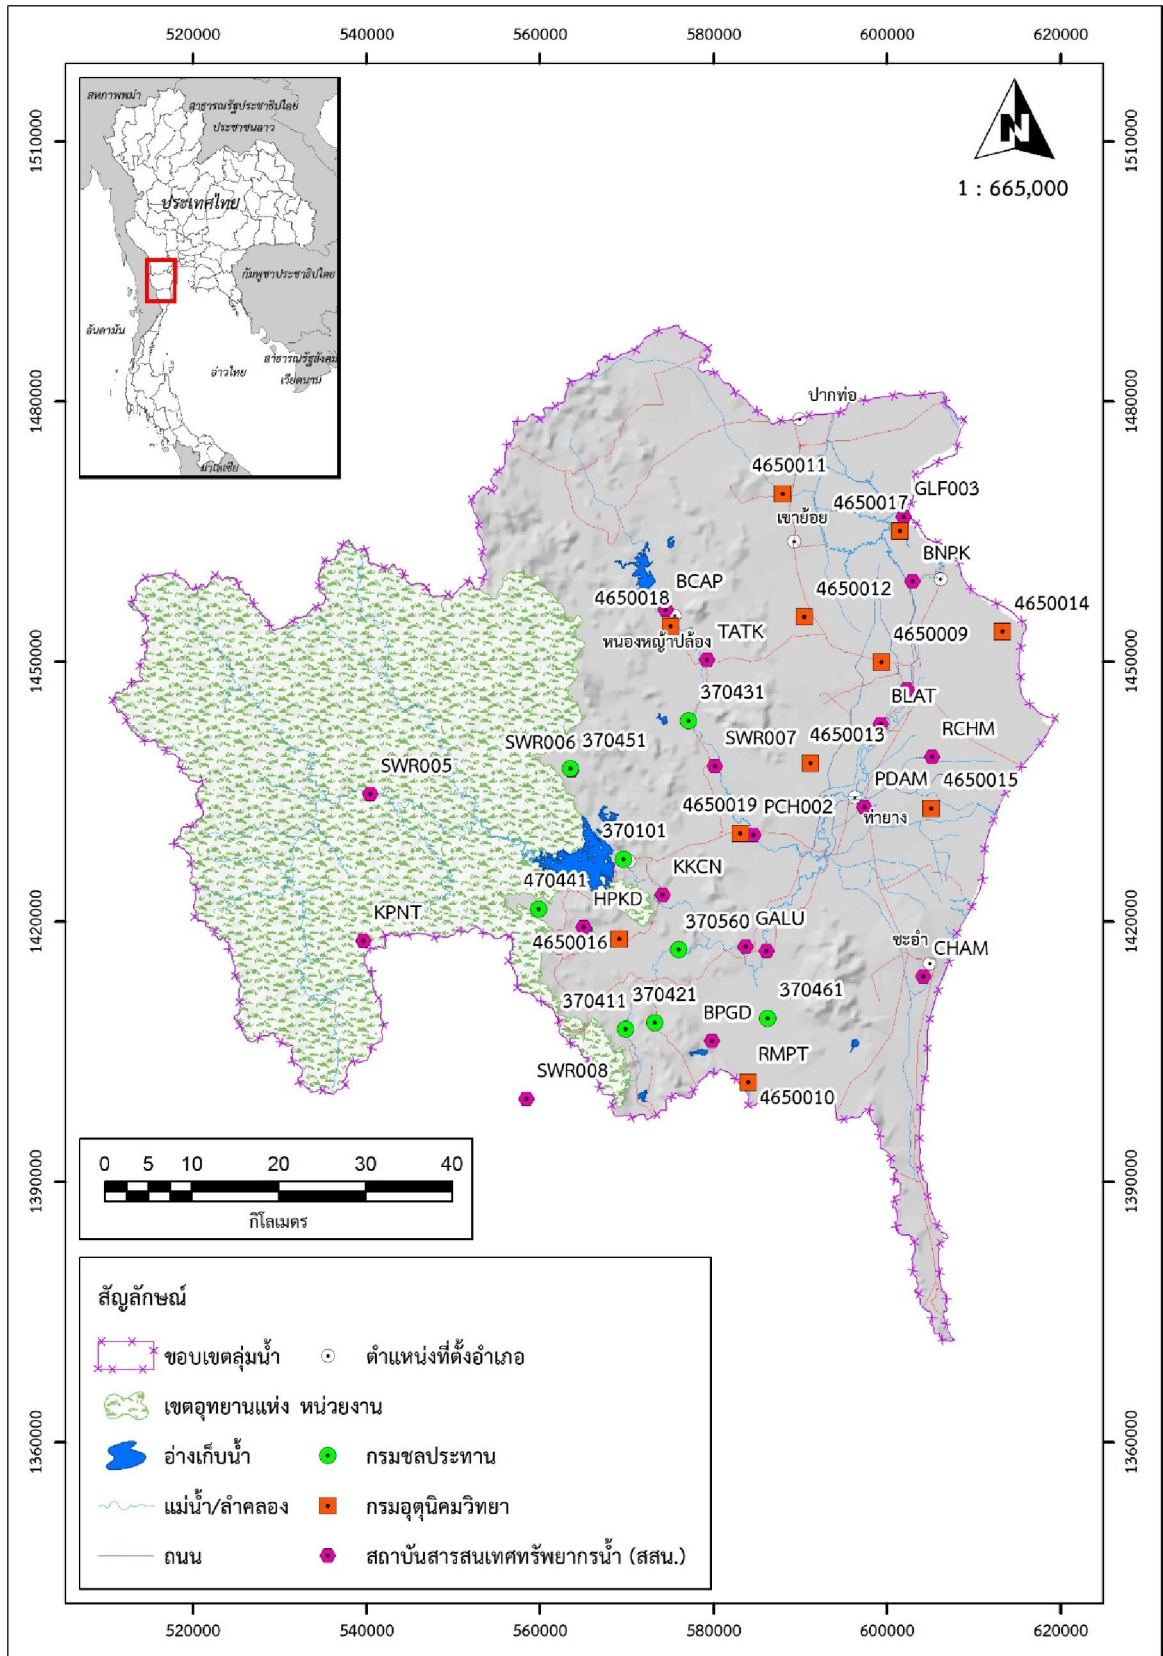 520000 540000 560000 580000 600000 620000
สหภาพพม่า
สาธารณรัฐประชาธิปไตย
ประชาชนลาว
ประเทศไทย
กัมพูชาประชาธิปไตย
อันดามัน
สาธารณรัฐสังคม
เวียดนาม
อ่าวไทย
มาเลเซีย
N
1 : 665,000
1510000 1510000
1480000 1480000
ปากท่อ
4650011
GLF003
4650017
เขาย้อย
BNPK
BCAP
4650018
4650012
4650014
หนองหญ้าปล้อง
TATK
4650009
1450000 1450000
370431
BLAT
SWR006
370451
SWR007
4650013
RCHM
SWR005
PDAM
4650015
4650019
PCH002
ท่ายาง
370101
KKCN
470441
HPKD
KPNT
370560
GALU
1420000 1420000
4650016
ชะอำ
CHAM
370411
370421
370461
BPGD
SWR008
RMPT
4650010
0 5 10 20 30 40
กิโลเมตร
1390000 1390000
สัญลักษณ์
ขอบเขตลุ่มน้ำ ตำแหน่งที่ตั้งอำเภอ
เขตอุทยานแห่ง หน่วยงาน
อ่างเก็บน้ำ กรมชลประทาน
แม่น้ำ/ลำคลอง กรมอุตุนิคมวิทยา
ถนน สถาบันสารสนเทศทรัพยากรน้ำ (สสน.)
1360000 1360000
520000 540000 560000 580000 600000 620000